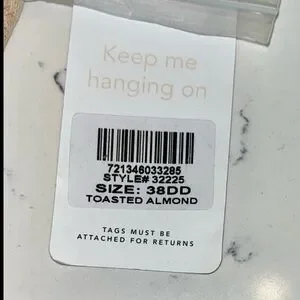 Keep me
hanging on
721346033285
STYLE# 32225
SIZE: 38DD
TOASTED ALMOND
TAGS MUST BE
ATTACHED FOR RETURNS